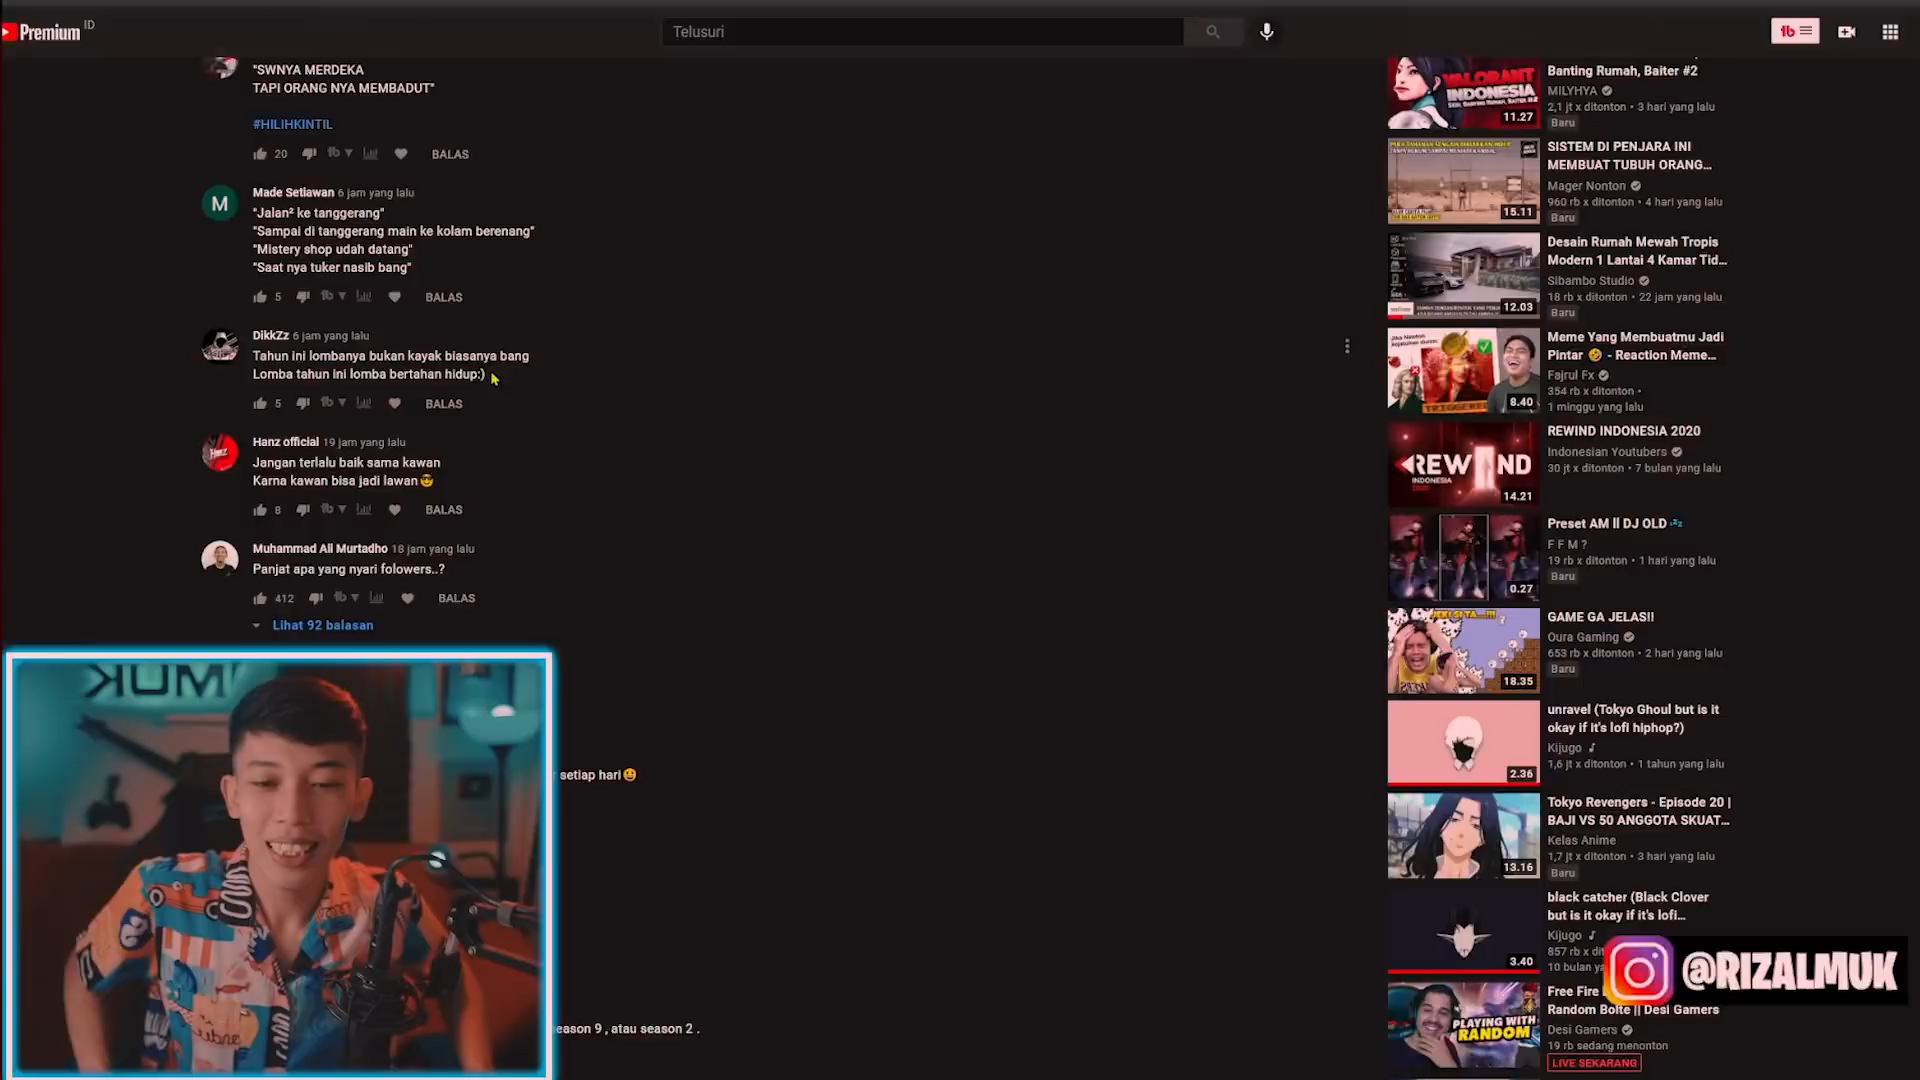 Premium ID
Telusuri
"SWNYA MERDEKA
TAPI ORANG NYA MEMBADUT"
#HILIHKINTIL
20 BALAS
M
Made Setiawan 6 jam yang lalu
"Jalan² ke tanggerang"
"Sampai di tanggerang main ke kolam berenang"
"Mistery shop udah datang"
"Saat nya tuker nasib bang"
5 BALAS
DikkZz 6 jam yang lalu
Tahun ini lombanya bukan kayak biasanya bang
Lomba tahun ini lomba bertahan hidup:)
5 BALAS
Hanz official 19 jam yang lalu
Jangan terlalu baik sama kawan
Karna kawan bisa jadi lawan😎
8 BALAS
Muhammad Ali Murtadho 18 jam yang lalu
Panjat apa yang nyari folowers..?
412 BALAS
Lihat 92 balasan
setiap hari😃
eason 9 , atau season 2 .
VALORANT
INDONESIA
11.27
Banting Rumah, Baiter #2
MILYHYA
2,1 jt x ditonton • 3 hari yang lalu
Baru
15.11
SISTEM DI PENJARA INI
MEMBUAT TUBUH ORANG...
Mager Nonton
960 rb x ditonton • 4 hari yang lalu
Baru
12.03
Desain Rumah Mewah Tropis
Modern 1 Lantai 4 Kamar Tid...
Sibambo Studio
18 rb x ditonton • 22 jam yang lalu
Baru
TRIGGERED
8.40
Meme Yang Membuatmu Jadi
Pintar 🤣 - Reaction Meme...
Fajrul Fx
354 rb x ditonton •
1 minggu yang lalu
REWIND
INDONESIA
14.21
REWIND INDONESIA 2020
Indonesian Youtubers
30 jt x ditonton • 7 bulan yang lalu
0.27
Preset AM ll DJ OLD 💤
F F M ?
19 rb x ditonton • 1 hari yang lalu
Baru
18.35
GAME GA JELAS!!
Oura Gaming
653 rb x ditonton • 2 hari yang lalu
Baru
2.36
unravel (Tokyo Ghoul but is it
okay if it's lofi hiphop?)
Kijugo
1,6 jt x ditonton • 1 tahun yang lalu
13.16
Tokyo Revengers - Episode 20 |
BAJI VS 50 ANGGOTA SKUAT...
Kelas Anime
1,7 jt x ditonton • 3 hari yang lalu
Baru
3.40
black catcher (Black Clover
but is it okay if it's lofi...
Kijugo
857 rb x di
10 bulan ya
@RIZALMUK
PLAYING WITH
RANDOM
Free Fire
Random Bolte || Desi Gamers
Desi Gamers
19 rb sedang menonton
LIVE SEKARANG
MUK